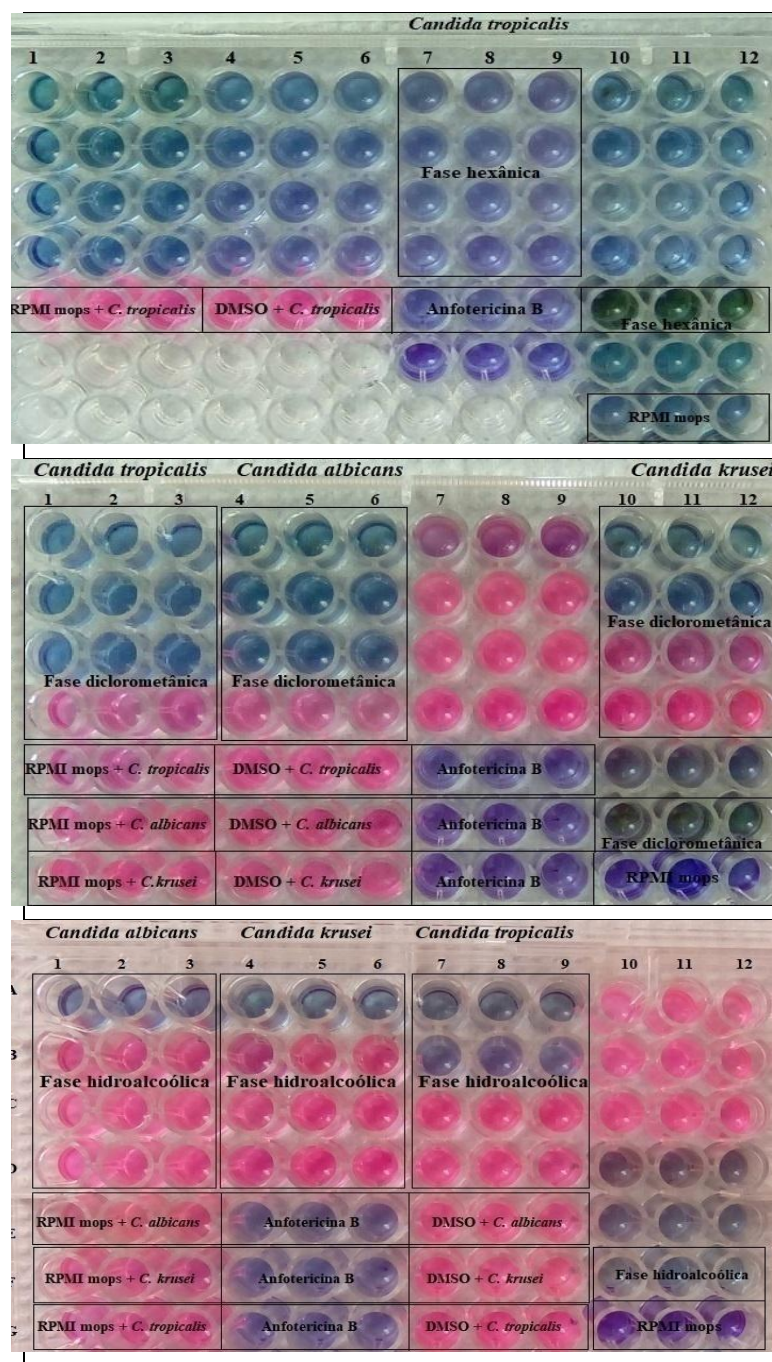 Candida tropicalis
1 2 3 4 5 6 7 8 9 10 11 12
Fase hexânica
RPMI mops + C. tropicalis DMSO + C. tropicalis Anfotericina B
Fase hexânica
RPMI mops
Candida tropicalis Candida albicans Candida krusei
1 2 3 4 5 6 7 8 9 10 11 12
Fase diclorometânica
Fase diclorometânica Fase diclorometânica
RPMI mops + C. tropicalis DMSO + C. tropicalis Anfotericina B
RPMI mops + C. albicans DMSO + C. albicans Anfotericina B
Fase diclorometânica
RPMI mops + C.krusei DMSO + C. krusei Anfotericina B RPMI mops
Candida albicans Candida krusei Candida tropicalis
1 2 3 4 5 6 7 8 9 10 11 12
A
B
Fase hidroalcoólica Fase hidroalcoólica Fase hidroalcoólica
C
D
RPMI mops + C. albicans Anfotericina B DMSO + C. albicans
E
RPMI mops + C. krusei Anfotericina B DMSO + C. krusei Fase hidroalcoólica
F
RPMI mops + C. tropicalis Anfotericina B DMSO + C. tropicalis RPMI mops
G